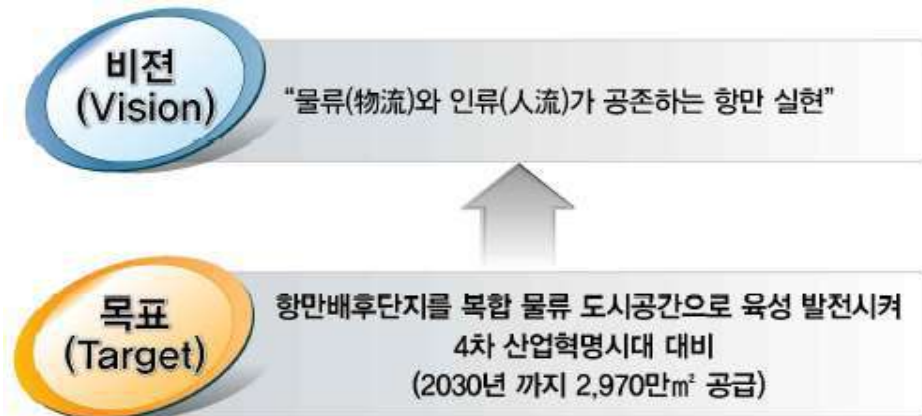 비젼
(Vision)
“물류(物流)와 인류(人流)가 공존하는 항만 실현”
목표
(Target)
항만배후단지를 복합 물류 도시공간으로 육성 발전시켜
4차 산업혁명시대 대비
(2030년 까지 2,970만㎡ 공급)